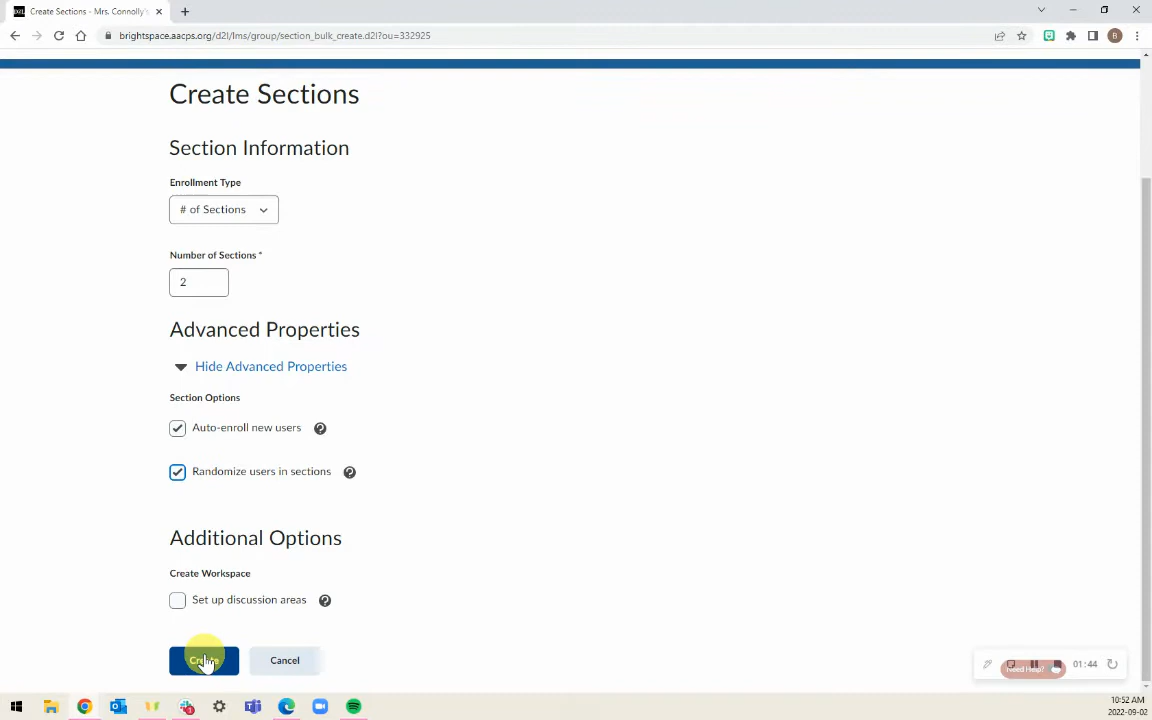 Create Sections - Mrs. Connolly's
brightspace.aacps.org/d2l/lms/group/section_bulk_create.d2l?ou=332925
B
Create Sections
Section Information
Enrollment Type
# of Sections
Number of Sections *
2
Advanced Properties
Hide Advanced Properties
Section Options
Auto-enroll new users
Randomize users in sections
Additional Options
Create Workspace
Set up discussion areas
Create
Cancel
Need Help?
01:44
10:52 AM
2022-09-02